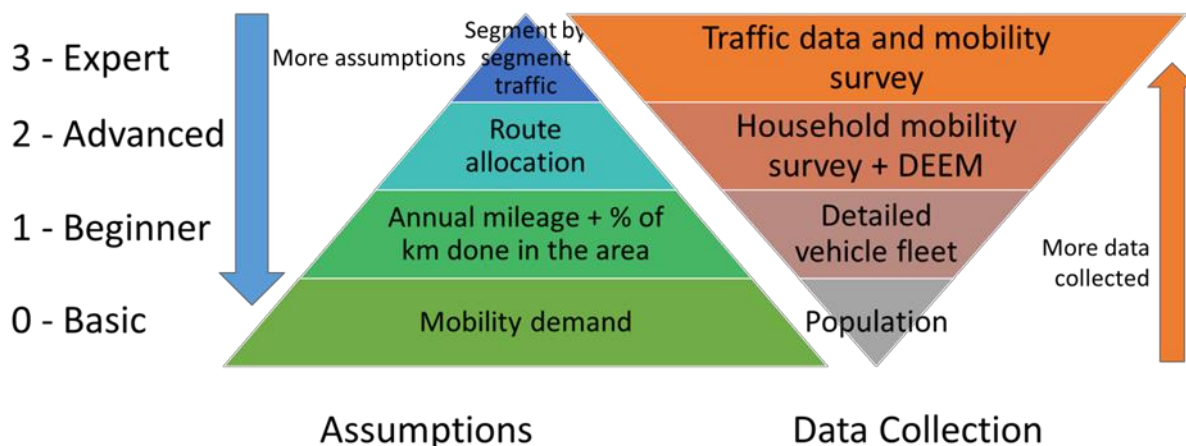 3 - Expert
More assumptions
Segment by
segment
traffic
Traffic data and mobility
survey
2 - Advanced
Route
allocation
Household mobility
survey + DEEM
1 - Beginner
Annual mileage + % of
km done in the area
Detailed
vehicle fleet
More data
collected
0 - Basic
Mobility demand
Population
Assumptions
Data Collection